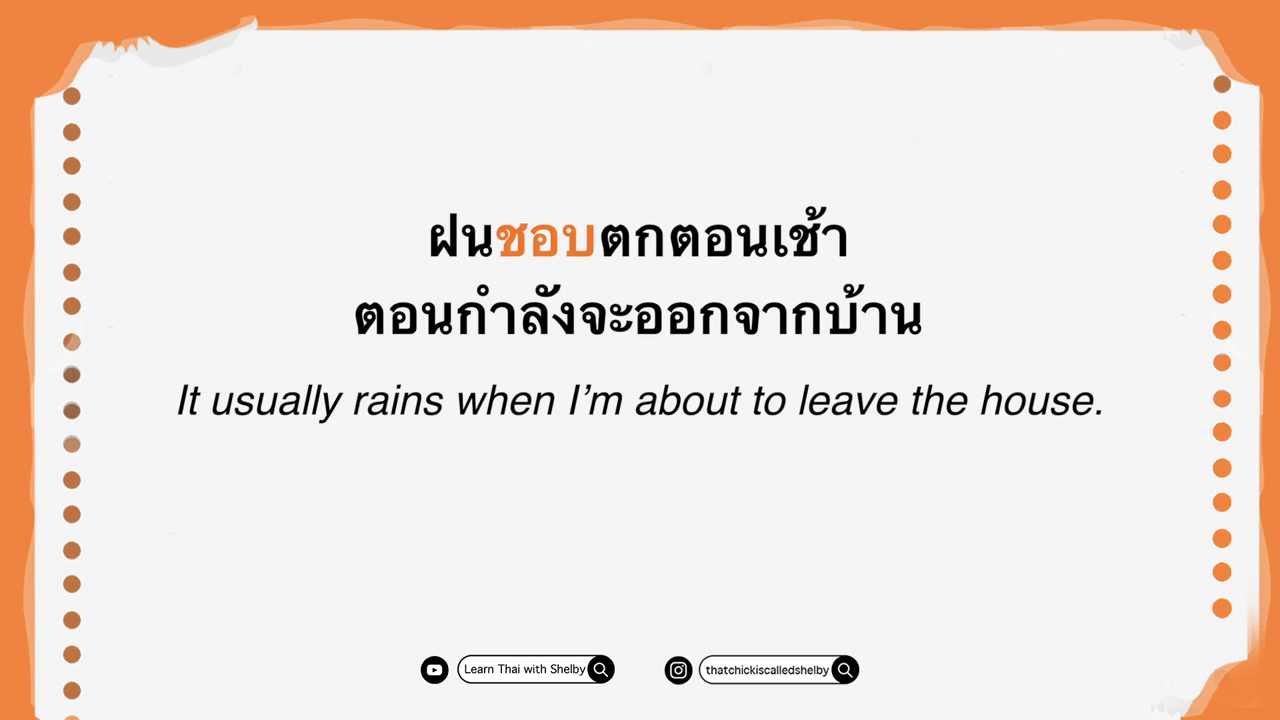 ฝนชอบตกตอนเช้า
ตอนกำลังจะออกจากบ้าน
It usually rains when I’m about to leave the house.
Learn Thai with Shelby
thatchickiscalledshelby